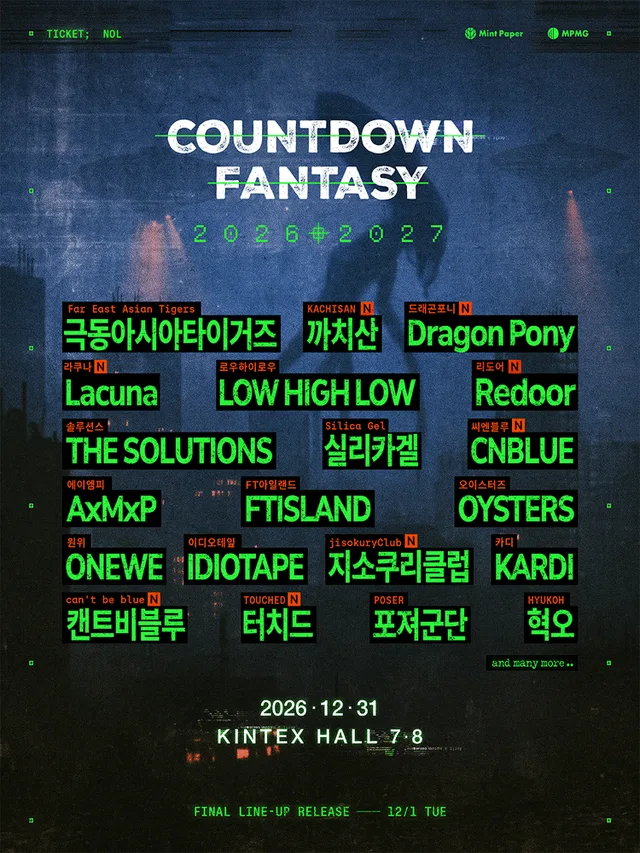 TICKET; NOL
Mint Paper MPMG
COUNTDOWN
FANTASY
2026 2027
Far East Asian Tigers KACHISAN N 드래곤포니 N
극동아시아타이거즈 까치산 Dragon Pony
라쿠나 N 로우하이로우 리도어 N
Lacuna LOW HIGH LOW Redoor
솔루션스 Silica Gel 씨엔블루 N
THE SOLUTIONS 실리카겔 CNBLUE
에이엠피 FT아일랜드 오이스터즈
AxMxP FTISLAND OYSTERS
원위 이디오테잎 jisokuryClub N 카디
ONEWE IDIOTAPE 지소쿠리클럽 KARDI
can't be blue N TOUCHED N POSER HYUKOH
캔트비블루 터치드 포져군단 혁오
and many more..
2026·12·31
KINTEX HALL 7·8
FINAL LINE-UP RELEASE — 12/1 TUE